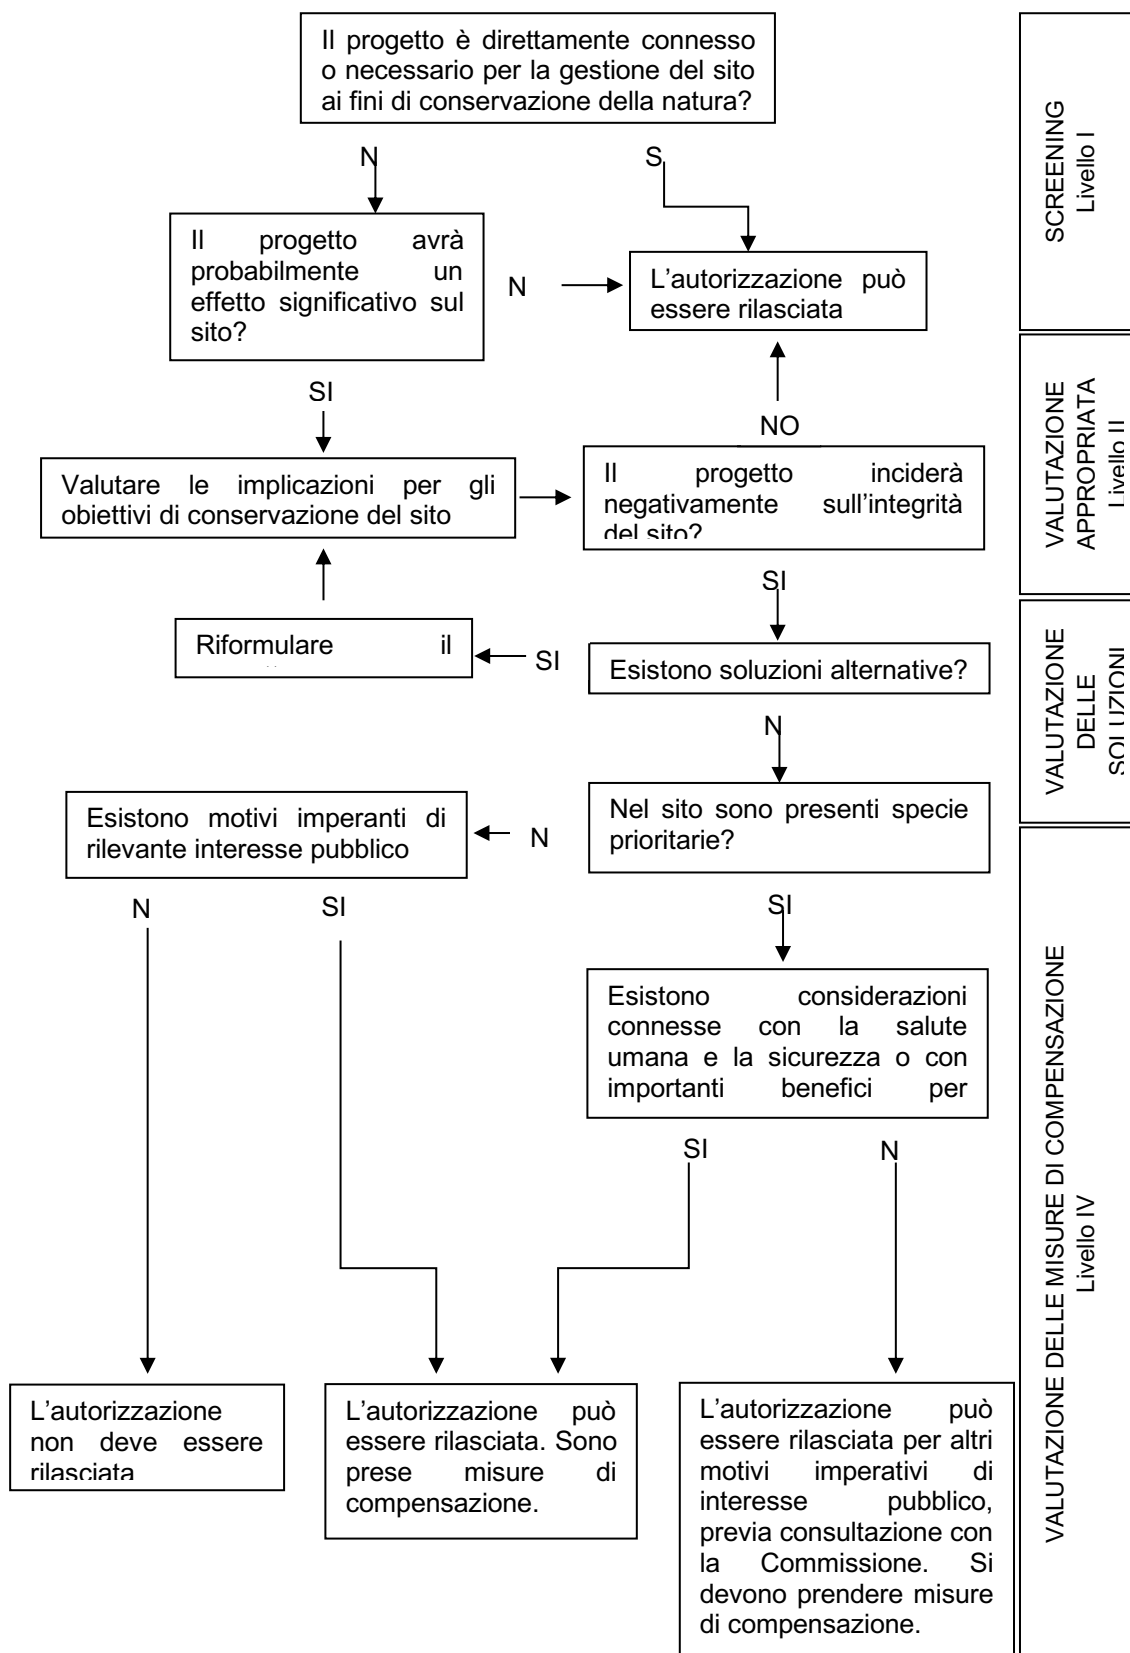 Il progetto è direttamente connesso
o necessario per la gestione del sito
ai fini di conservazione della natura?
N
S
Il progetto avrà
probabilmente un
effetto significativo sul
sito?
N
L'autorizzazione può
essere rilasciata
SI
NO
Valutare le implicazioni per gli
obiettivi di conservazione del sito
Il progetto inciderà
negativamente sull'integrità
del sito?
SI
Riformulare il
SI
Esistono soluzioni alternative?
N
Esistono motivi imperanti di
rilevante interesse pubblico
N
Nel sito sono presenti specie
prioritarie?
N
SI
SI
Esistono considerazioni
connesse con la salute
umana e la sicurezza o con
importanti benefici per
SI
N
L'autorizzazione
non deve essere
rilasciata
L'autorizzazione può
essere rilasciata. Sono
prese misure di
compensazione.
L'autorizzazione può
essere rilasciata per altri
motivi imperativi di
interesse pubblico,
previa consultazione con
la Commissione. Si
devono prendere misure
di compensazione.
SCREENING
Livello I
VALUTAZIONE
APPROPRIATA
Livello II
VALUTAZIONE
DELLE
SOLUZIONI
VALUTAZIONE DELLE MISURE DI COMPENSAZIONE
Livello IV